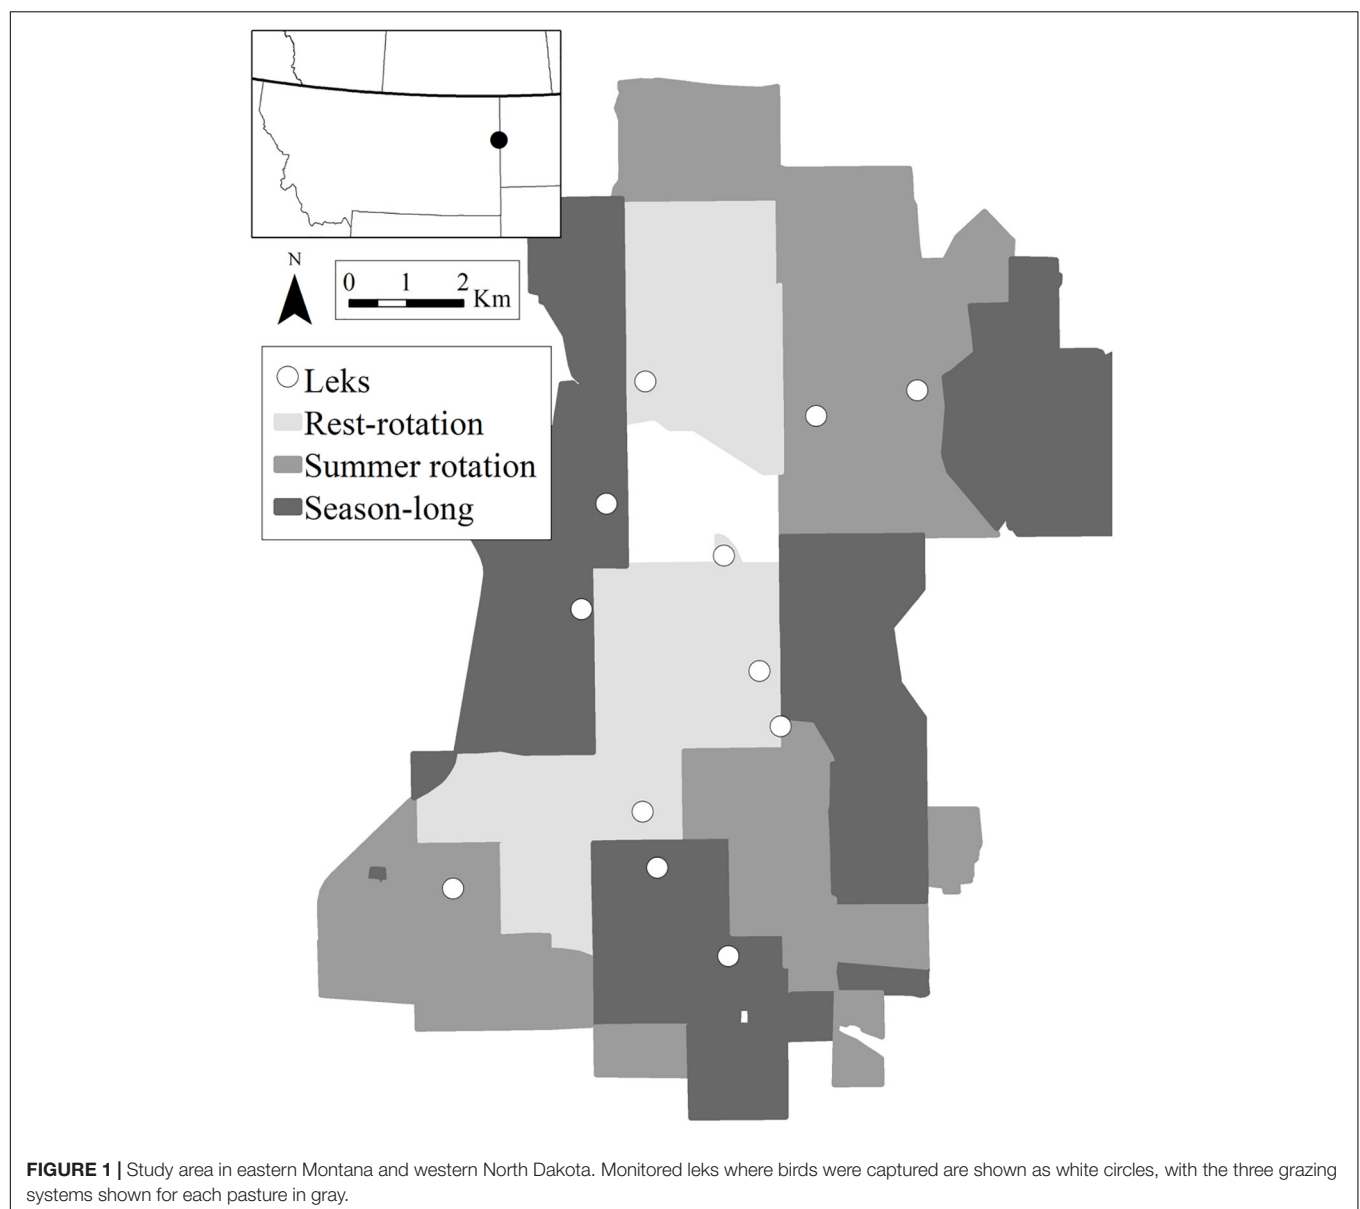 N
0 1 2
Km
Leks
Rest-rotation
Summer rotation
Season-long
FIGURE 1 | Study area in eastern Montana and western North Dakota. Monitored leks where birds were captured are shown as white circles, with the three grazing
systems shown for each pasture in gray.